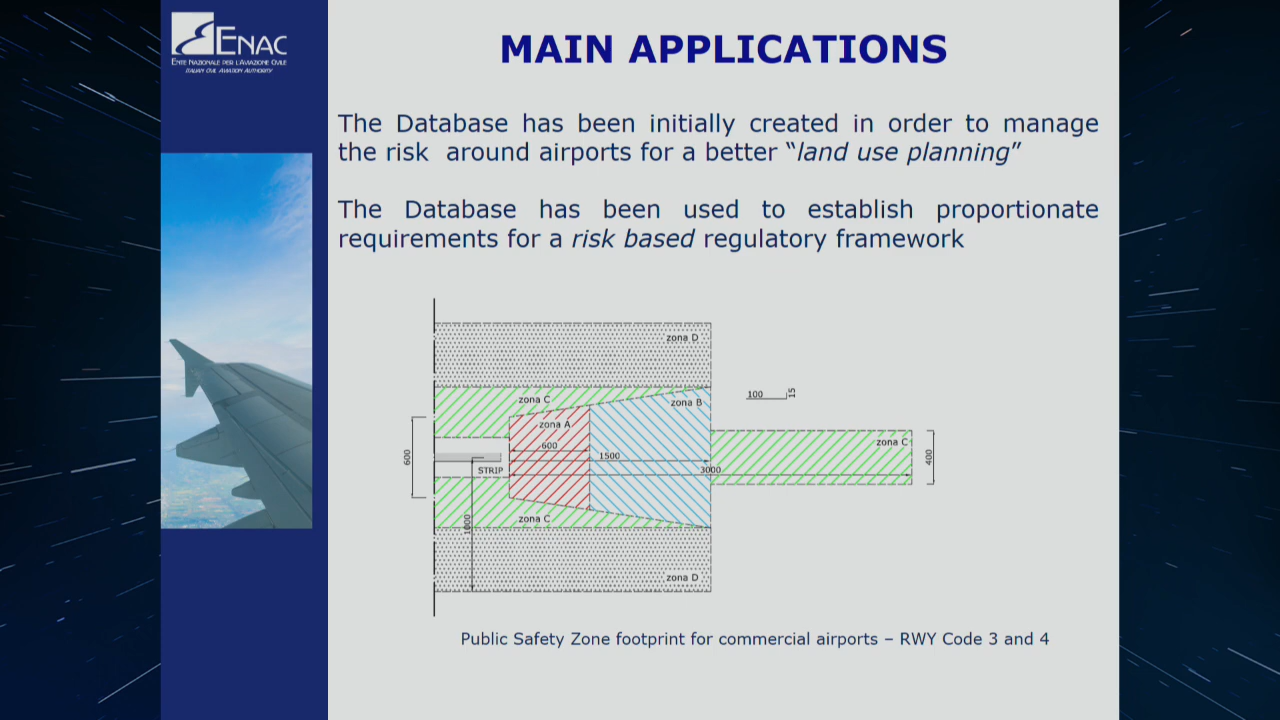 ENAC
ENTE NAZIONALE PER L'AVIAZIONE CIVILE
ITALIAN CIVIL AVIATION AUTHORITY
MAIN APPLICATIONS
The Database has been initially created in order to manage
the risk around airports for a better “land use planning”
The Database has been used to establish proportionate
requirements for a risk based regulatory framework
zona D
zona C
zona B
100
15
zona A
600
1500
600
STRIP
3000
zona C
400
zona C
1000
zona D
Public Safety Zone footprint for commercial airports – RWY Code 3 and 4